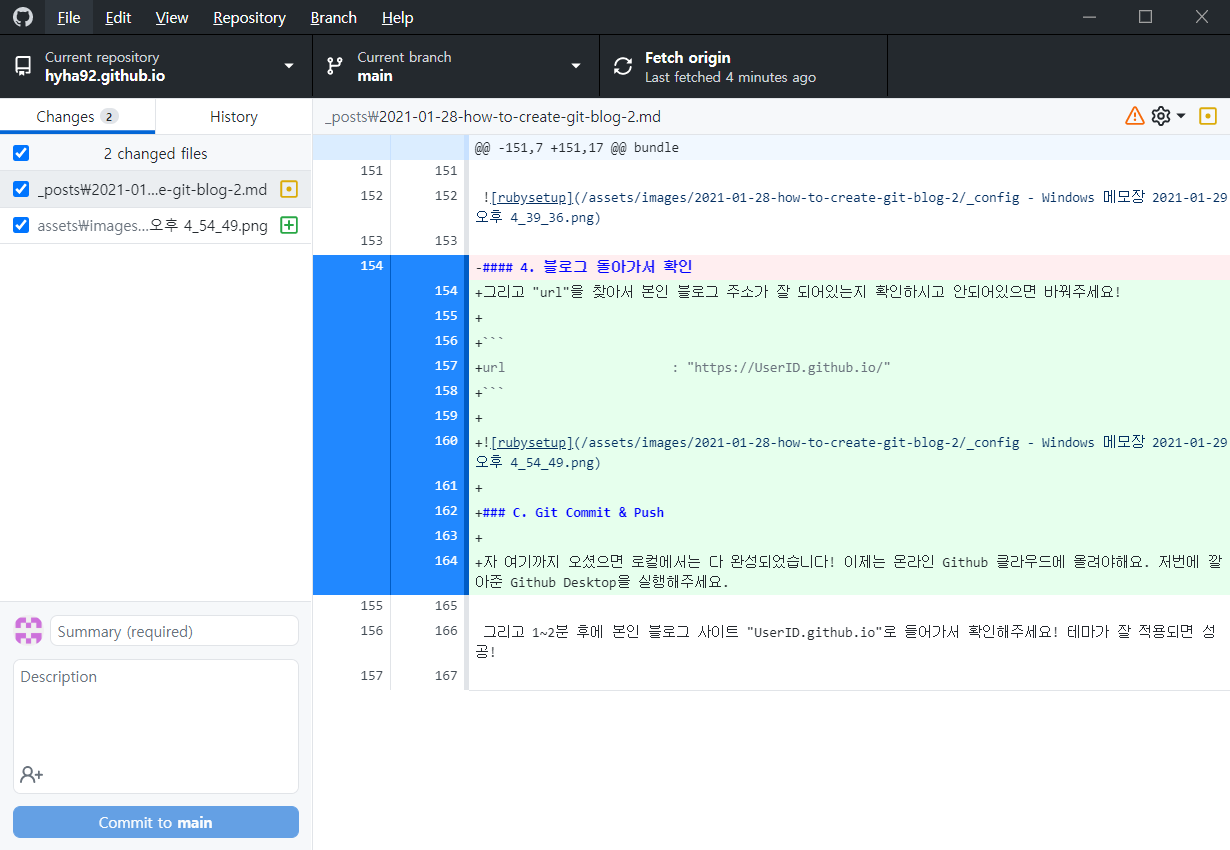 File Edit View Repository Branch Help
Current repository
hyha92.github.io
Current branch
main
Fetch origin
Last fetched 4 minutes ago
Changes 2 History
2 changed files
_posts₩2021-01...e-git-blog-2.md
assets₩images...오후 4_54_49.png
Summary (required)
Description
Commit to main
_posts₩2021-01-28-how-to-create-git-blog-2.md
@@ -151,7 +151,17 @@ bundle
151 151
152 152 ![rubysetup](/assets/images/2021-01-28-how-to-create-git-blog-2/_config - Windows 메모장 2021-01-29
오후 4_39_36.png)
153 153
154 -#### 4. 블로그 돌아가서 확인
154 +그리고 "url"을 찾아서 본인 블로그 주소가 잘 되어있는지 확인하시고 안되어있으면 바꿔주세요!
155 +
156 +```
157 +url : "https://UserID.github.io/"
158 +```
159 +
160 +![rubysetup](/assets/images/2021-01-28-how-to-create-git-blog-2/_config - Windows 메모장 2021-01-29
오후 4_54_49.png)
161 +
162 +### C. Git Commit & Push
163 +
164 +자 여기까지 오셨으면 로컬에서는 다 완성되었습니다! 이제는 온라인 Github 클라우드에 올려야해요. 저번에 깔
아준 Github Desktop을 실행해주세요.
155 165
156 166 그리고 1~2분 후에 본인 블로그 사이트 "UserID.github.io"로 들어가서 확인해주세요! 테마가 잘 적용되면 성
공!
157 167